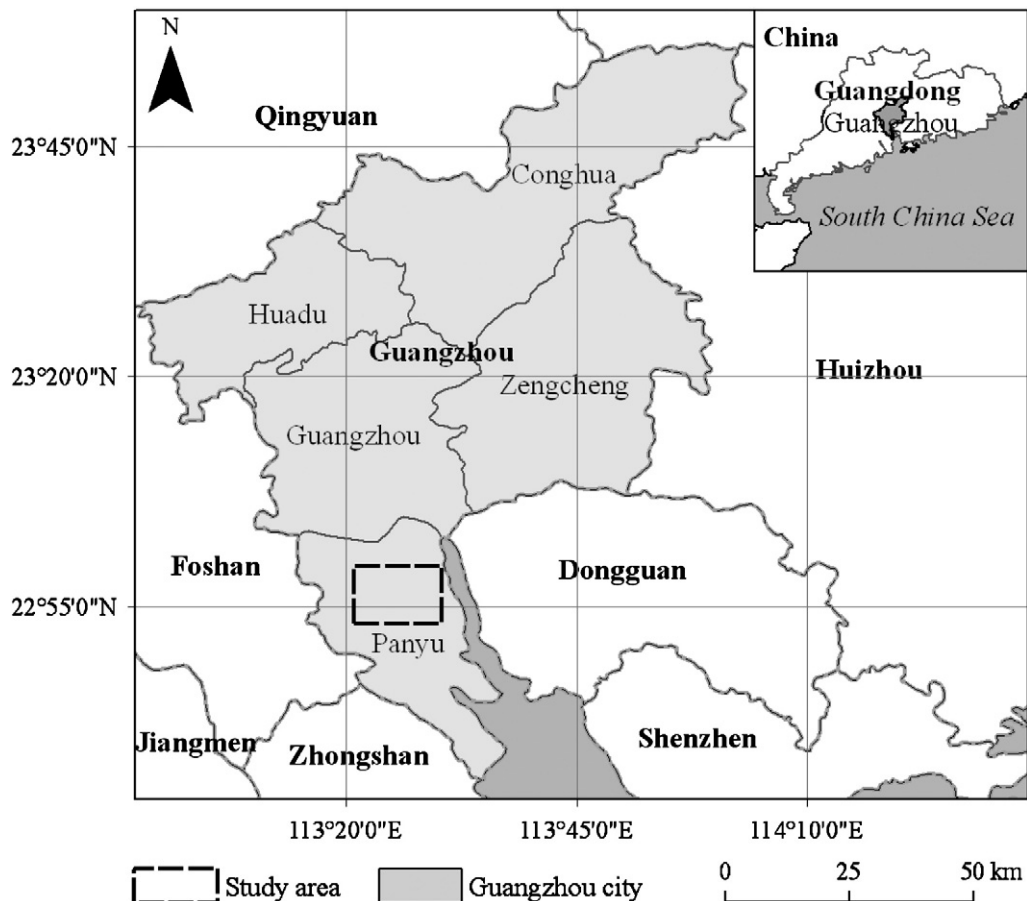 N
China
Guangdong
Guangzhou
South China Sea
Qingyuan
23°45'0"N
Conghua
Huadu
Guangzhou
23°20'0"N
Huizhou
Zengcheng
Guangzhou
Foshan
Dongguan
22°55'0"N
Panyu
Jiangmen
Zhongshan
Shenzhen
113°20'0"E
113°45'0"E
114°10'0"E
Study area
Guangzhou city
0
25
50 km